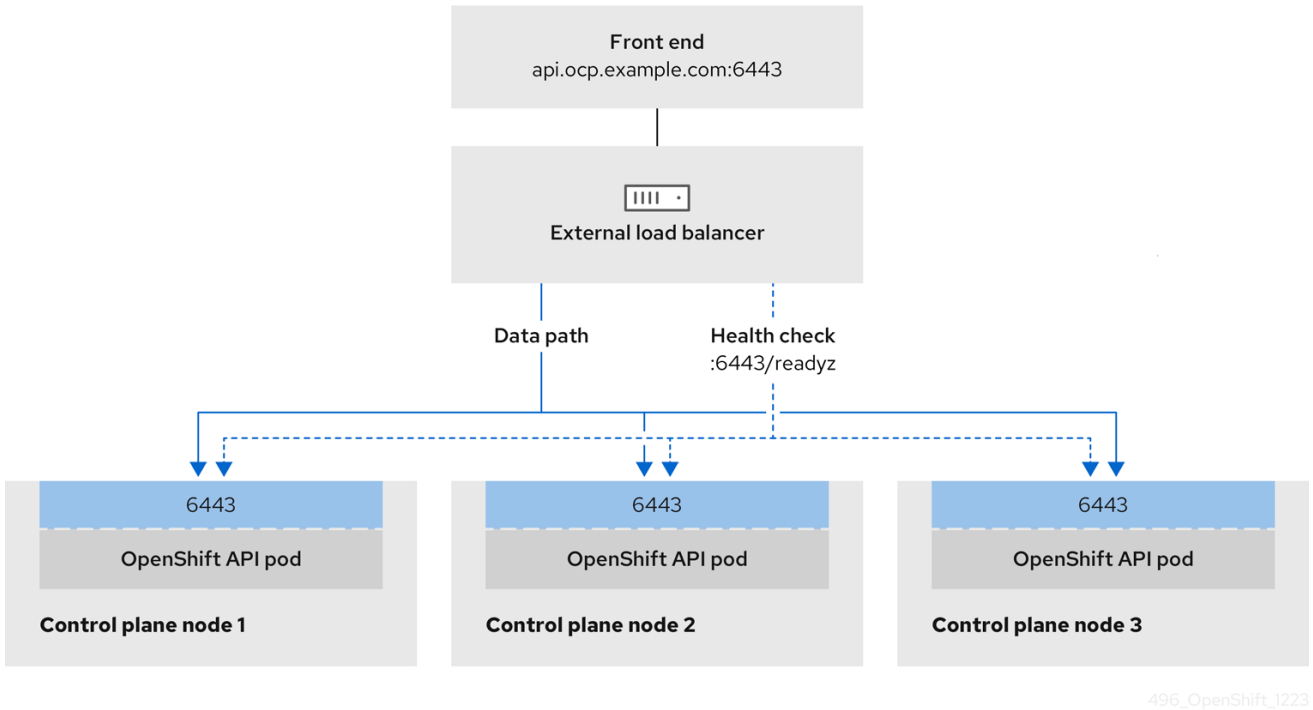 Front end
api.ocp.example.com:6443
External load balancer
Data path
Health check
:6443/readyz
6443
OpenShift API pod
Control plane node 1
6443
OpenShift API pod
Control plane node 2
6443
OpenShift API pod
Control plane node 3
496_OpenShift_1223